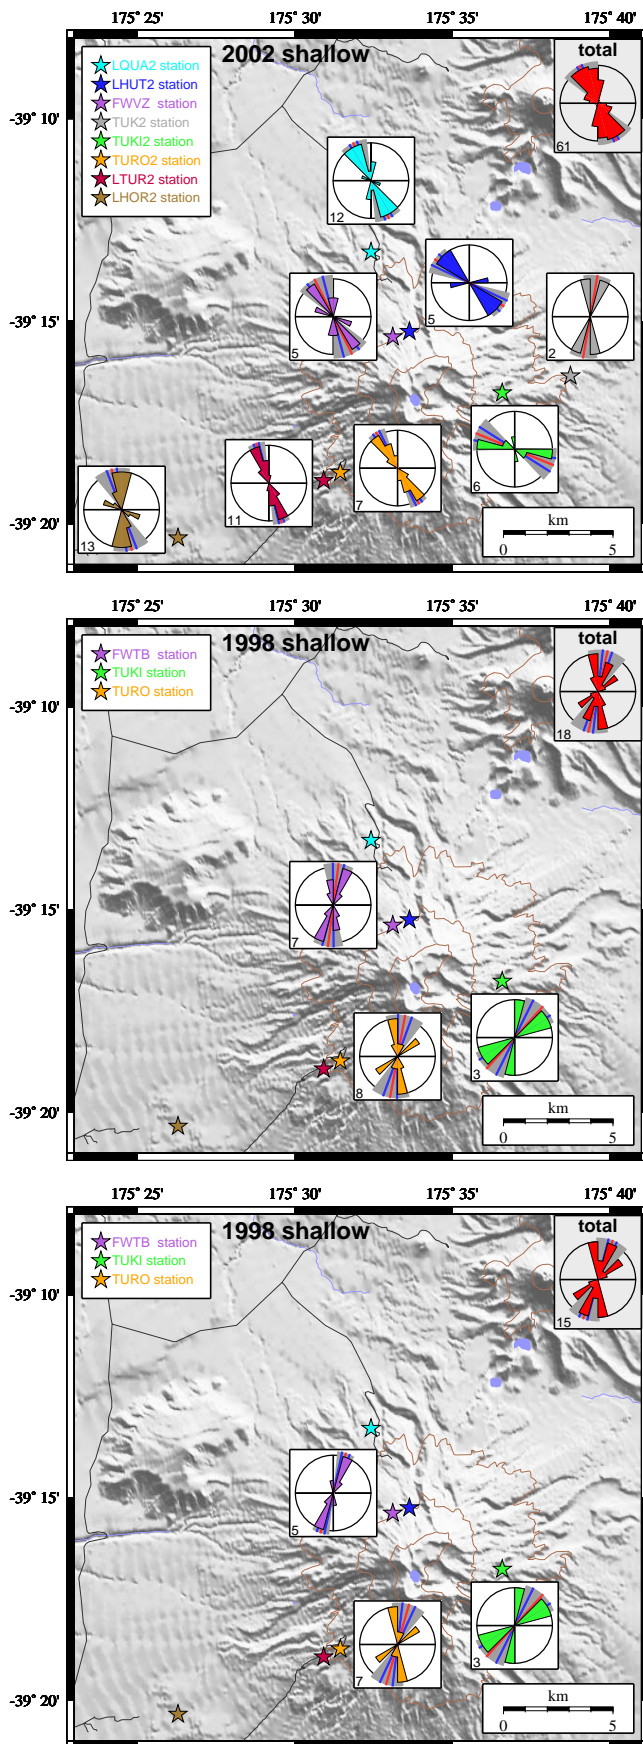 175° 25' 175° 30' 175° 35' 175° 40'
2002 shallow
total
LQUA2 station
LHUT2 station
FWVZ station
TUK2 station
TUKI2 station
TURO2 station
LTUR2 station
LHOR2 station
-39° 10'
61
12
-39° 15'
5
5
2
6
7
11
13
-39° 20'
km
0 5
175° 25' 175° 30' 175° 35' 175° 40'
1998 shallow
total
FWTB station
TUKI station
TURO station
-39° 10'
18
-39° 15'
7
3
8
-39° 20'
km
0 5
175° 25' 175° 30' 175° 35' 175° 40'
1998 shallow
total
FWTB station
TUKI station
TURO station
-39° 10'
15
-39° 15'
5
3
7
-39° 20'
km
0 5